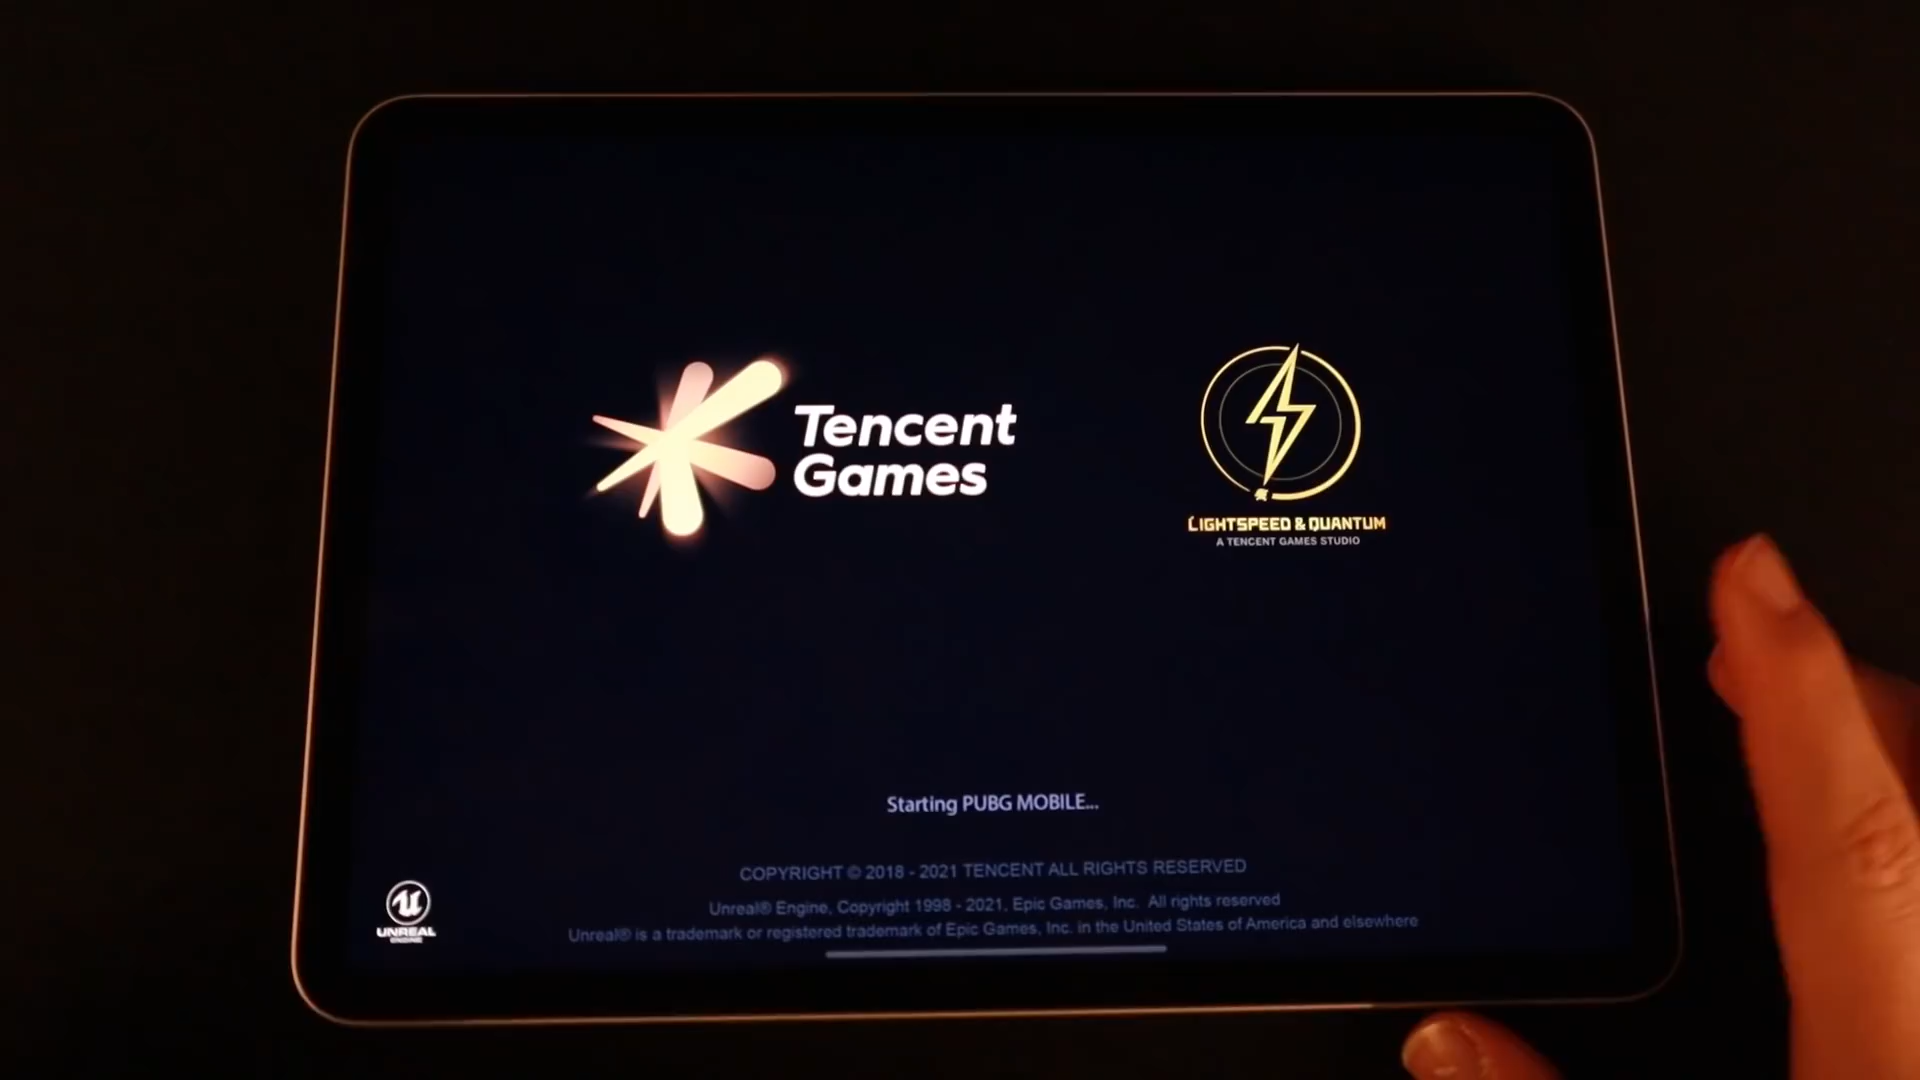 Tencent
Games
LIGHTSPEED & QUANTUM
A TENCENT GAMES STUDIO
Starting PUBG MOBILE...
COPYRIGHT © 2018 - 2021 TENCENT ALL RIGHTS RESERVED
Unreal® Engine, Copyright 1998 - 2021, Epic Games, Inc. All rights reserved
Unreal® is a trademark or registered trademark of Epic Games, Inc. in the United States of America and elsewhere
UNREAL
ENGINE